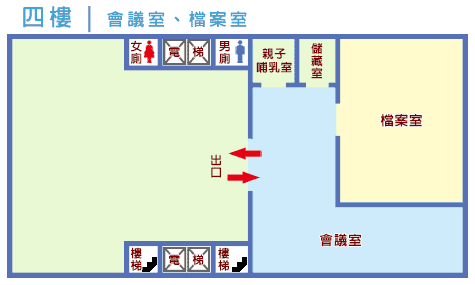 四樓 | 會議室、檔案室
女廁
電 梯
男廁
親子
哺乳室
儲藏室
檔案室
出口
會議室
樓梯
電 梯
樓梯